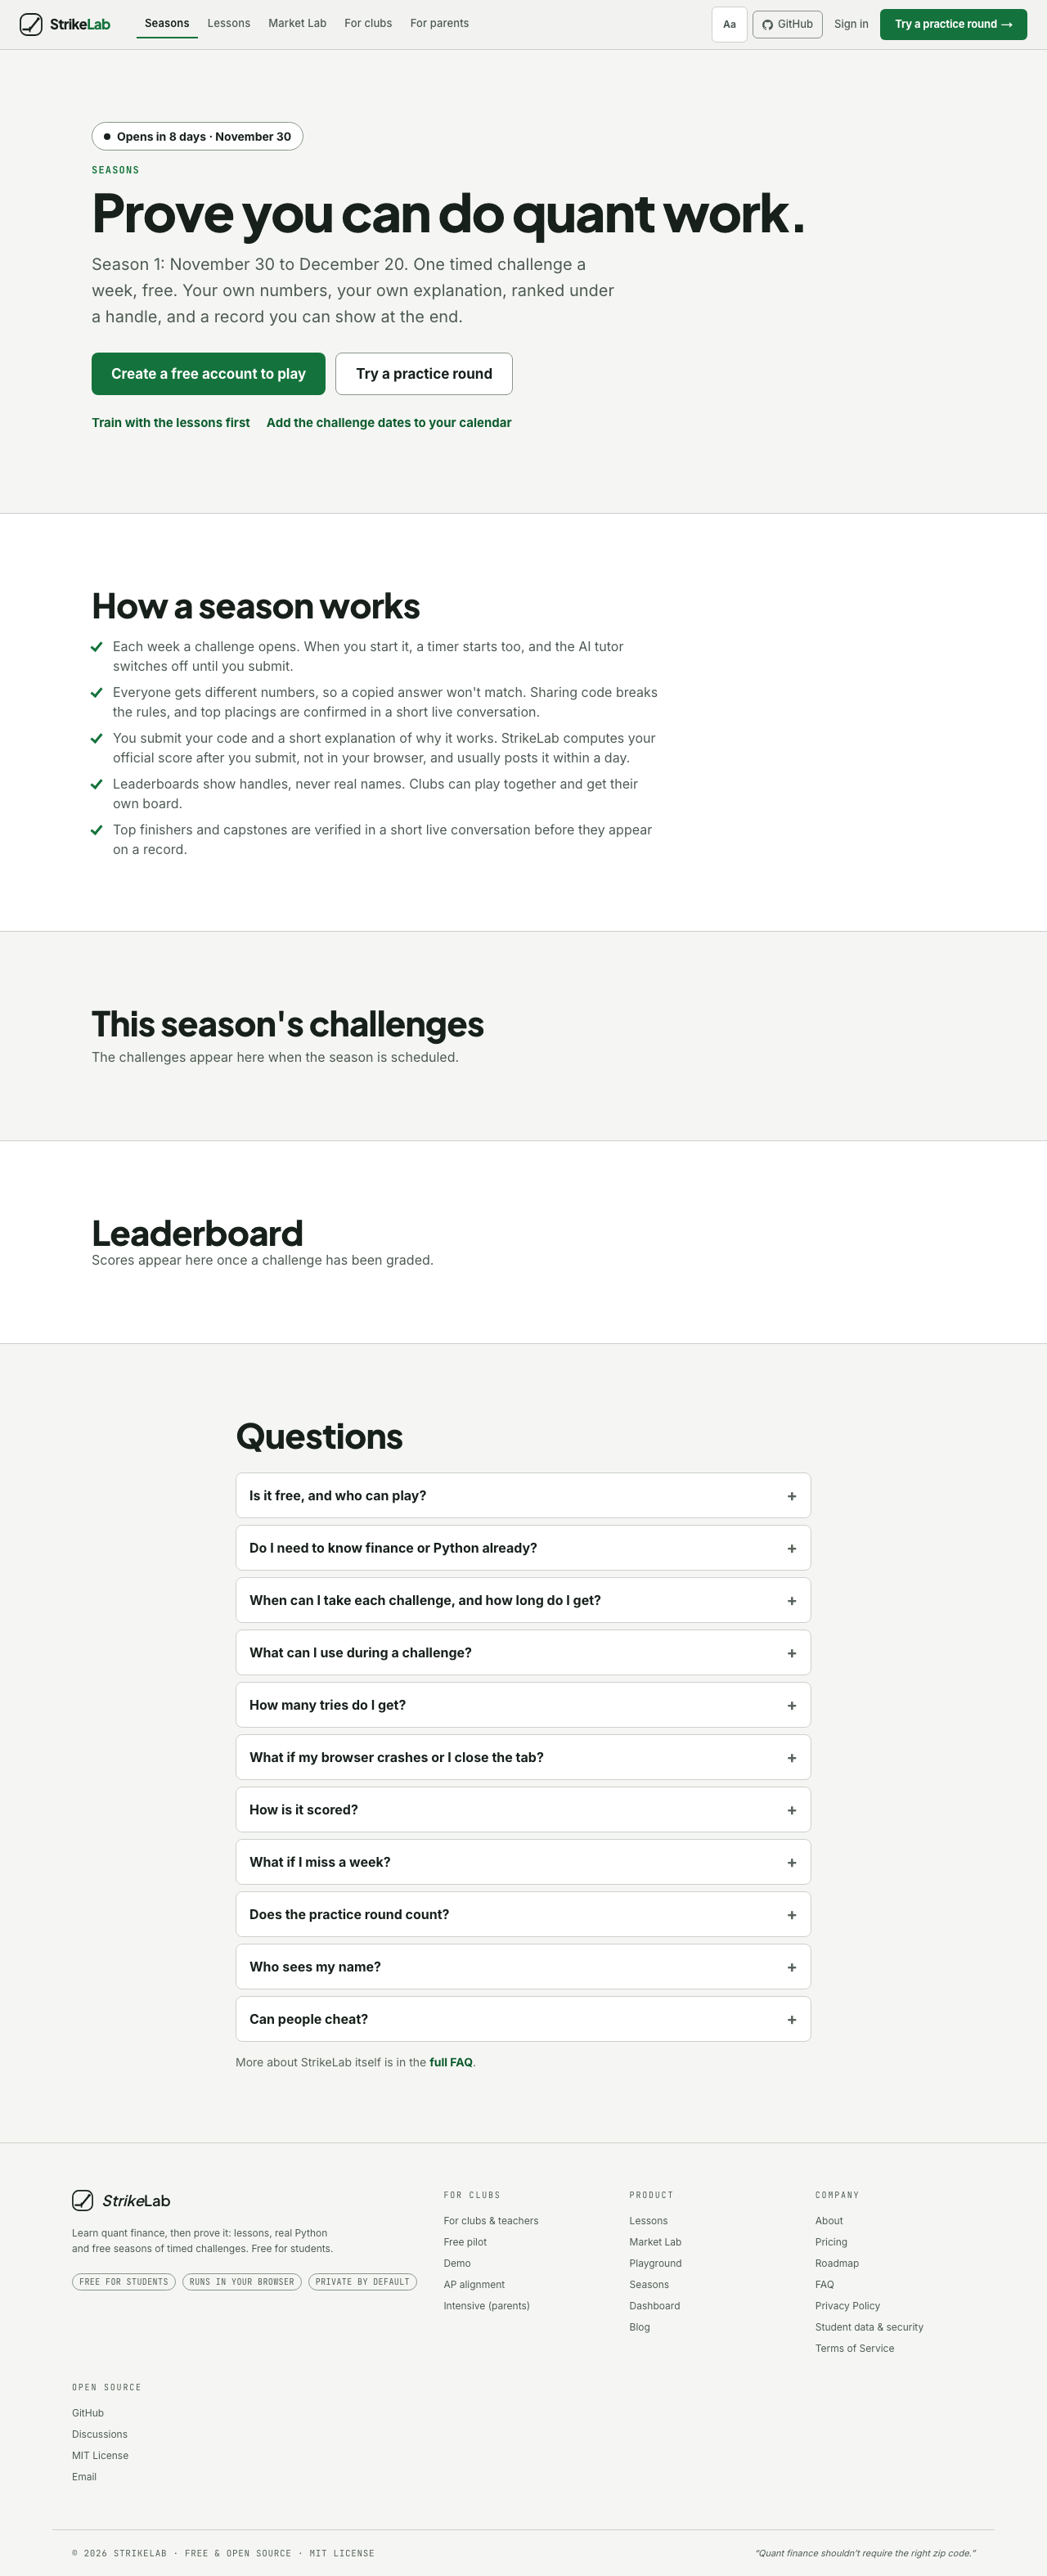 StrikeLab
Seasons
Lessons
Market Lab
For clubs
For parents
Aa
GitHub
Sign in
Try a practice round →
Opens in 8 days · November 30
SEASONS
Prove you can do quant work.
Season 1: November 30 to December 20. One timed challenge a
week, free. Your own numbers, your own explanation, ranked under
a handle, and a record you can show at the end.
Create a free account to play
Try a practice round
Train with the lessons first
Add the challenge dates to your calendar
How a season works
Each week a challenge opens. When you start it, a timer starts too, and the AI tutor
switches off until you submit.
Everyone gets different numbers, so a copied answer won't match. Sharing code breaks
the rules, and top placings are confirmed in a short live conversation.
You submit your code and a short explanation of why it works. StrikeLab computes your
official score after you submit, not in your browser, and usually posts it within a day.
Leaderboards show handles, never real names. Clubs can play together and get their
own board.
Top finishers and capstones are verified in a short live conversation before they appear
on a record.
This season's challenges
The challenges appear here when the season is scheduled.
Leaderboard
Scores appear here once a challenge has been graded.
Questions
Is it free, and who can play?
Do I need to know finance or Python already?
When can I take each challenge, and how long do I get?
What can I use during a challenge?
How many tries do I get?
What if my browser crashes or I close the tab?
How is it scored?
What if I miss a week?
Does the practice round count?
Who sees my name?
Can people cheat?
More about StrikeLab itself is in the full FAQ.
StrikeLab
Learn quant finance, then prove it: lessons, real Python
and free seasons of timed challenges. Free for students.
FREE FOR STUDENTS
RUNS IN YOUR BROWSER
PRIVATE BY DEFAULT
FOR CLUBS
For clubs & teachers
Free pilot
Demo
AP alignment
Intensive (parents)
PRODUCT
Lessons
Market Lab
Playground
Seasons
Dashboard
Blog
COMPANY
About
Pricing
Roadmap
FAQ
Privacy Policy
Student data & security
Terms of Service
OPEN SOURCE
GitHub
Discussions
MIT License
Email
© 2026 STRIKELAB · FREE & OPEN SOURCE · MIT LICENSE
“Quant finance shouldn’t require the right zip code.”